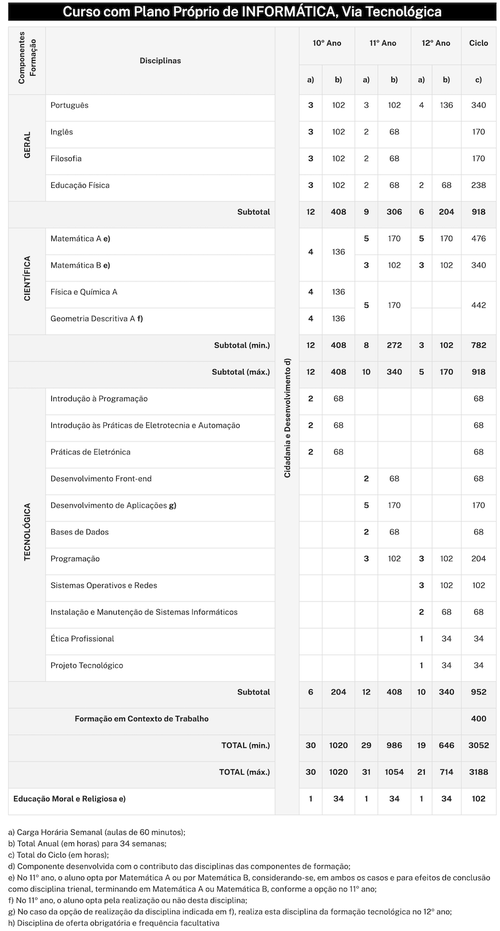 Curso com Plano Próprio de INFORMÁTICA, Via Tecnológica
Componentes Formação Disciplinas 10º Ano 11º Ano 12º Ano Ciclo
a) b) a) b) a) b) c)
GERAL
Português 3 102 3 102 4 136 340
Inglês 3 102 2 68 170
Filosofia 3 102 2 68 170
Educação Física 3 102 2 68 2 68 238
Subtotal 12 408 9 306 6 204 918
CIENTÍFICA
Matemática A e) 4 136 5 170 5 170 476
Matemática B e) 3 102 3 102 340
Física e Química A 4 136 5 170 442
Geometria Descritiva A f) 4 136
Cidadania e Desenvolvimento d)
Subtotal (min.) 12 408 8 272 3 102 782
Subtotal (máx.) 12 408 10 340 5 170 918
TECNOLÓGICA
Introdução à Programação 2 68 68
Introdução às Práticas de Eletrotecnia e Automação 2 68 68
Práticas de Eletrónica 2 68 68
Desenvolvimento Front-end 2 68 68
Desenvolvimento de Aplicações g) 5 170 170
Bases de Dados 2 68 68
Programação 3 102 3 102 204
Sistemas Operativos e Redes 3 102 102
Instalação e Manutenção de Sistemas Informáticos 2 68 68
Ética Profissional 1 34 34
Projeto Tecnológico 1 34 34
Subtotal 6 204 12 408 10 340 952
Formação em Contexto de Trabalho 400
TOTAL (min.) 30 1020 29 986 19 646 3052
TOTAL (máx.) 30 1020 31 1054 21 714 3188
Educação Moral e Religiosa e) 1 34 1 34 1 34 102
a) Carga Horária Semanal (aulas de 60 minutos);
b) Total Anual (em horas) para 34 semanas;
c) Total do Ciclo (em horas);
d) Componente desenvolvida com o contributo das disciplinas das componentes de formação;
e) No 11º ano, o aluno opta por Matemática A ou por Matemática B, considerando-se, em ambos os casos e para efeitos de conclusão
como disciplina trienal, terminando em Matemática A ou Matemática B, conforme a opção no 11º ano;
f) No 11º ano, o aluno opta pela realização ou não desta disciplina;
g) No caso da opção de realização da disciplina indicada em f), realiza esta disciplina da formação tecnológica no 12º ano;
h) Disciplina de oferta obrigatória e frequência facultativa